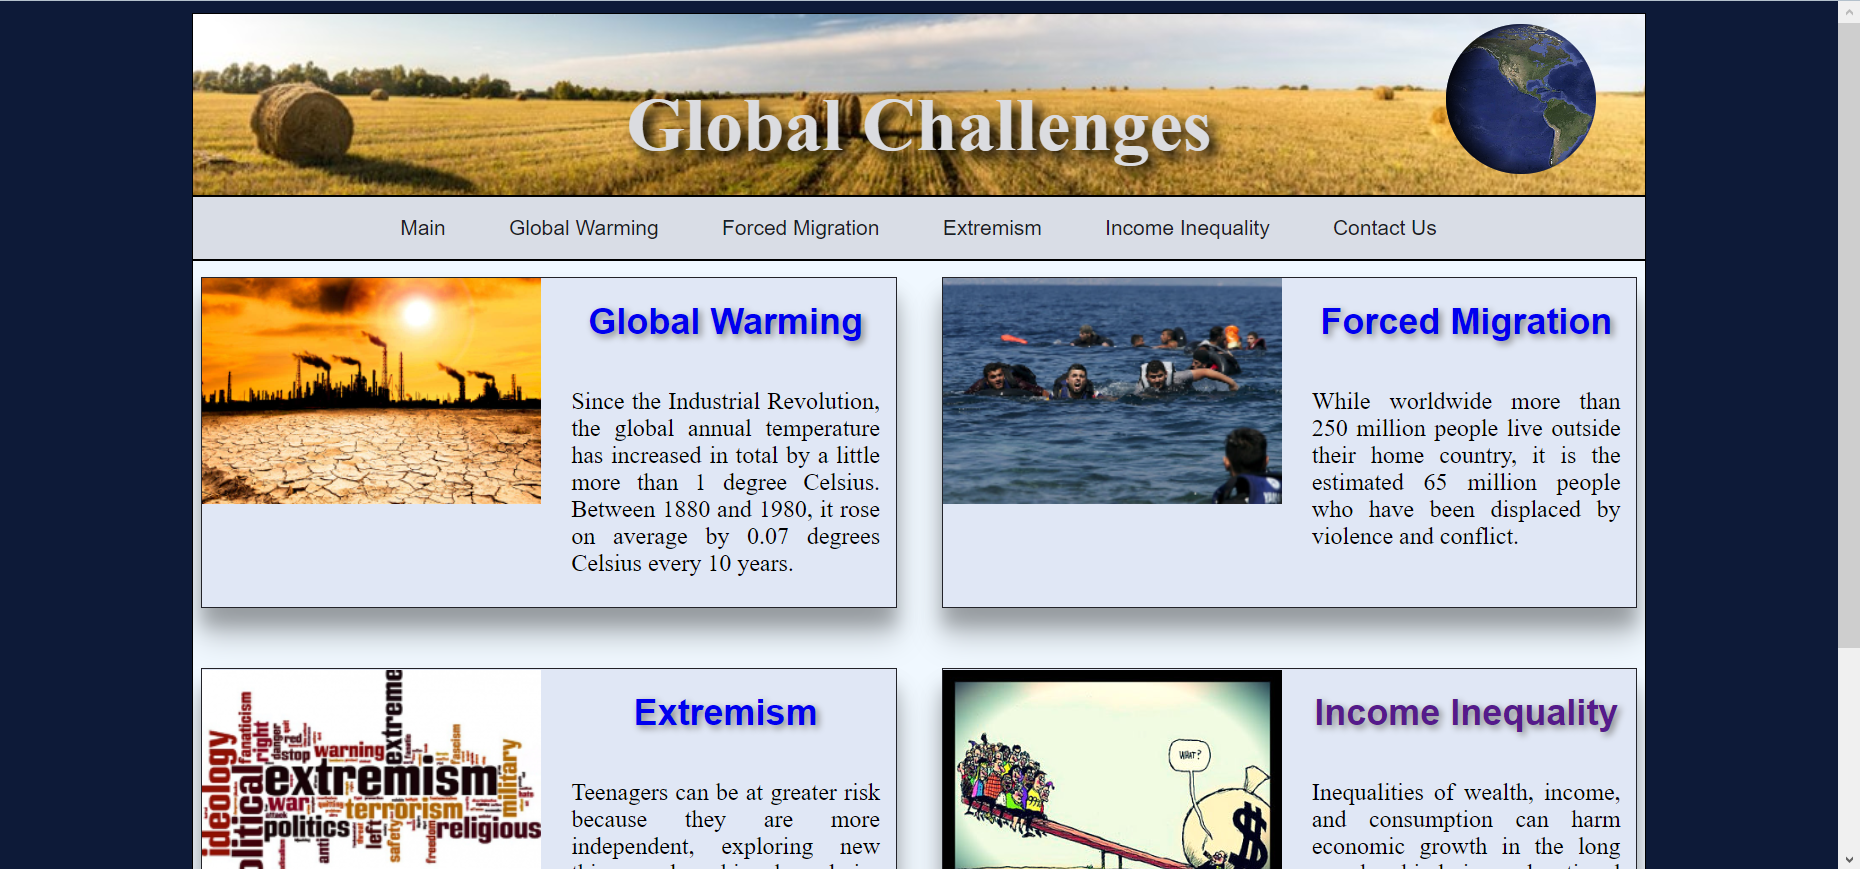 Global Challenges
Main
Global Warming
Forced Migration
Extremism
Income Inequality
Contact Us
Global Warming
Since the Industrial Revolution,
the global annual temperature
has increased in total by a little
more than 1 degree Celsius.
Between 1880 and 1980, it rose
on average by 0.07 degrees
Celsius every 10 years.
Forced Migration
While worldwide more than
250 million people live outside
their home country, it is the
estimated 65 million people
who have been displaced by
violence and conflict.
extreme
fanaticism
right
danger
red
stop
warning
fascism
ideology
political
extremism
military
war
terrorism
politics
anti
left
safety
freedom
religious
Extremism
Teenagers can be at greater risk
because they are more
independent, exploring new
WHAT?
$
Income Inequality
Inequalities of wealth, income,
and consumption can harm
economic growth in the long